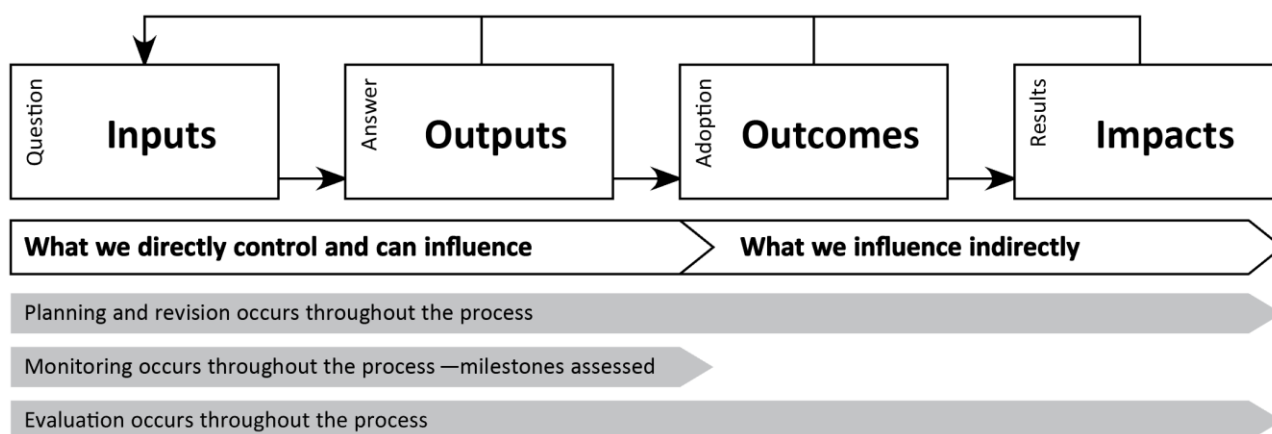 Question
Inputs
Answer
Outputs
Adoption
Outcomes
Results
Impacts
What we directly control and can influence
What we influence indirectly
Planning and revision occurs throughout the process
Monitoring occurs throughout the process —milestones assessed
Evaluation occurs throughout the process